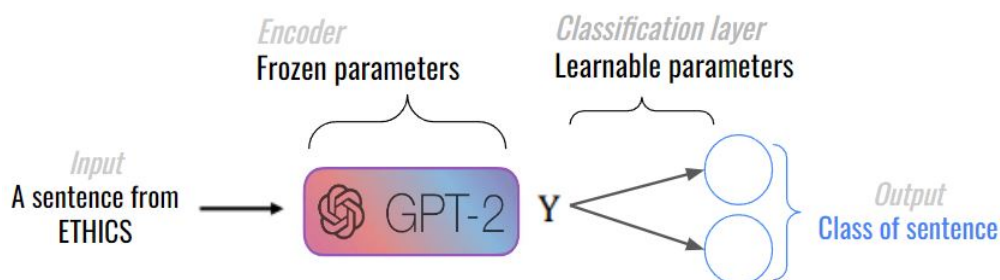 Encoder
Frozen parameters
Classification layer
Learnable parameters
Input
A sentence from
ETHICS
GPT-2
Y
Output
Class of sentence